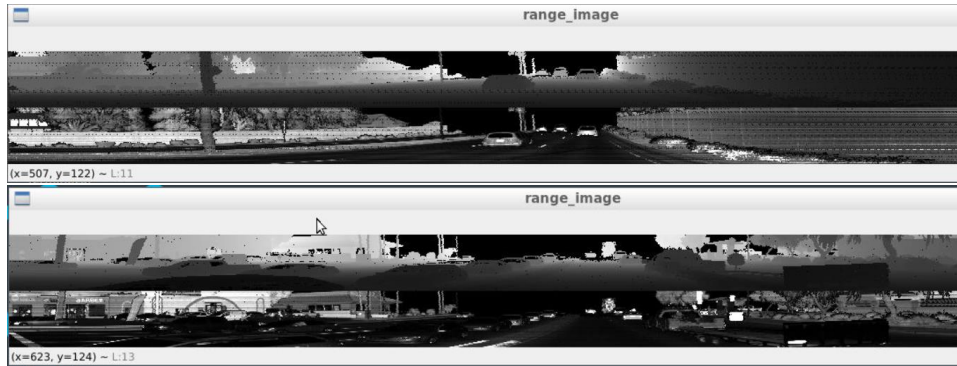 range_image
(x=507, y=122) ~ L:11
range_image
(x=623, y=124) ~ L:13